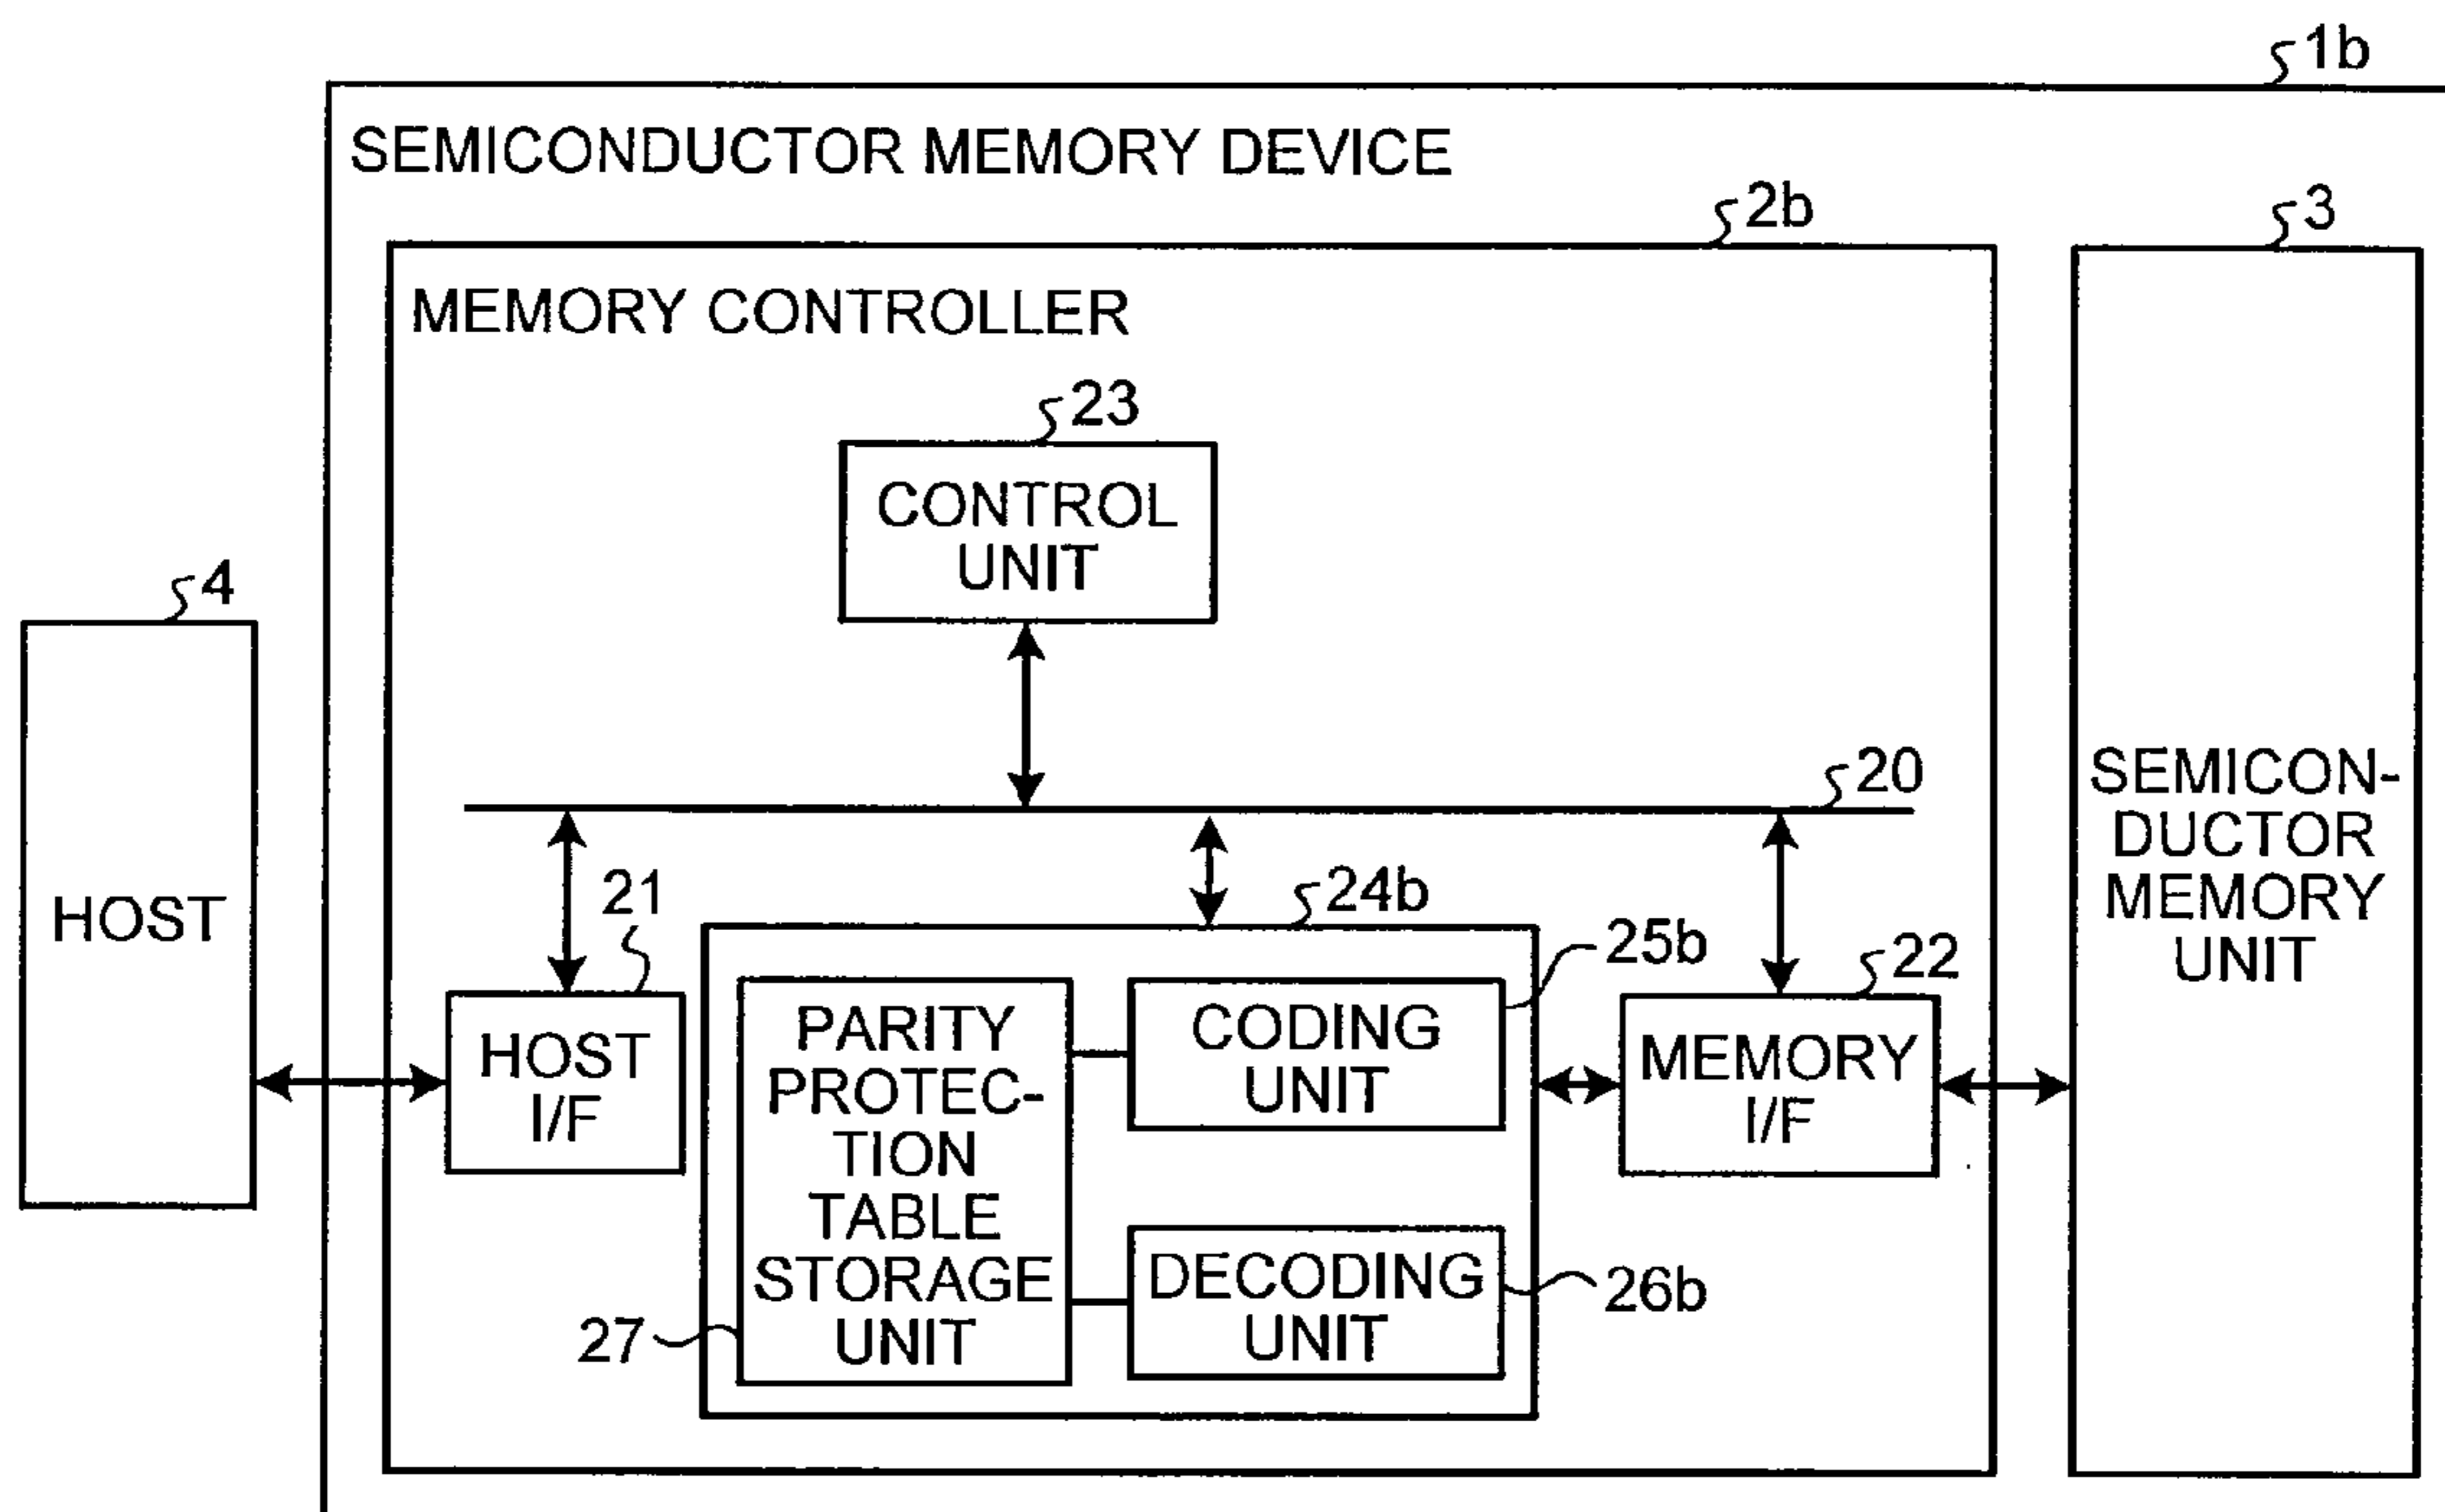 1b
SEMICONDUCTOR MEMORY DEVICE
2b
3
MEMORY CONTROLLER
23
CONTROL
UNIT
4
HOST
20
SEMICON-
DUCTOR
MEMORY
UNIT
21
HOST
I/F
24b
25b
22
PARITY
PROTEC-
TION
TABLE
STORAGE
UNIT
CODING
UNIT
MEMORY
I/F
DECODING
UNIT
26b
27